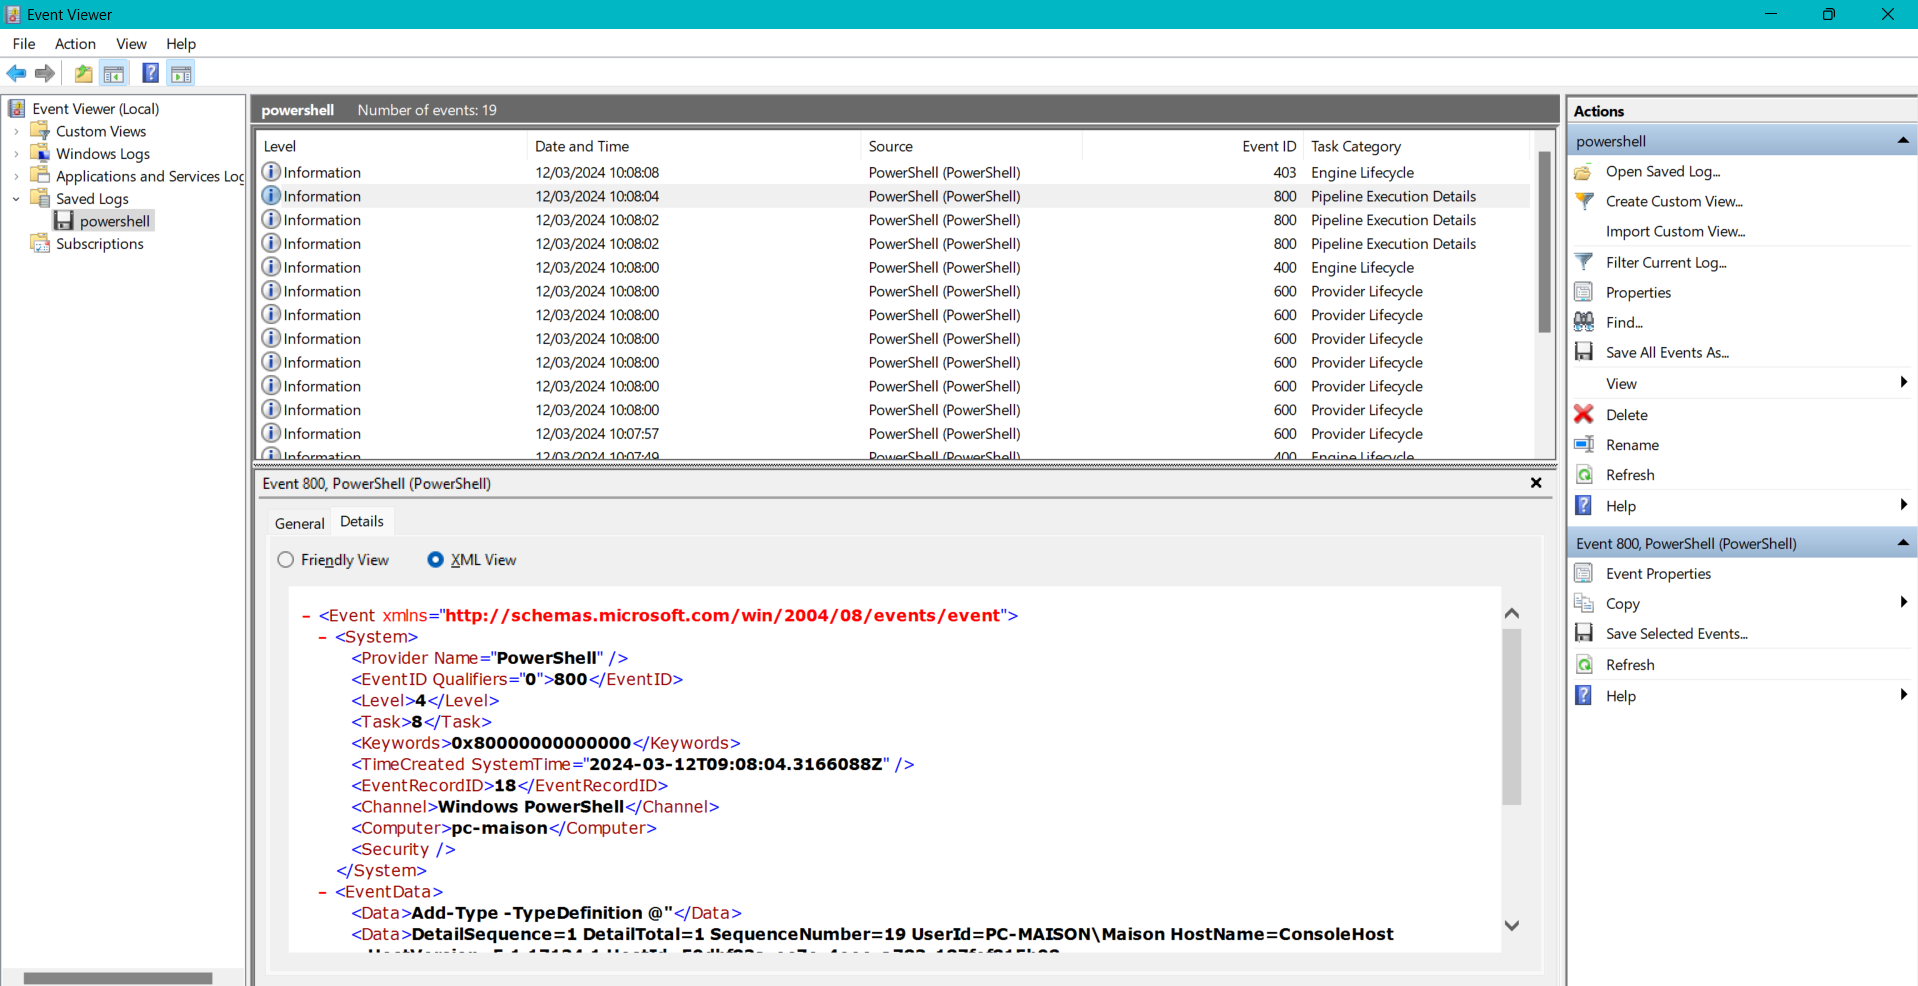 Event Viewer
File Action View Help
Event Viewer (Local)
Custom Views
Windows Logs
Applications and Services Log
Saved Logs
powershell
Subscriptions
powershell Number of events: 19
Level Date and Time Source Event ID Task Category
Information 12/03/2024 10:08:08 PowerShell (PowerShell) 403 Engine Lifecycle
Information 12/03/2024 10:08:04 PowerShell (PowerShell) 800 Pipeline Execution Details
Information 12/03/2024 10:08:02 PowerShell (PowerShell) 800 Pipeline Execution Details
Information 12/03/2024 10:08:02 PowerShell (PowerShell) 800 Pipeline Execution Details
Information 12/03/2024 10:08:00 PowerShell (PowerShell) 400 Engine Lifecycle
Information 12/03/2024 10:08:00 PowerShell (PowerShell) 600 Provider Lifecycle
Information 12/03/2024 10:08:00 PowerShell (PowerShell) 600 Provider Lifecycle
Information 12/03/2024 10:08:00 PowerShell (PowerShell) 600 Provider Lifecycle
Information 12/03/2024 10:08:00 PowerShell (PowerShell) 600 Provider Lifecycle
Information 12/03/2024 10:08:00 PowerShell (PowerShell) 600 Provider Lifecycle
Information 12/03/2024 10:08:00 PowerShell (PowerShell) 600 Provider Lifecycle
Information 12/03/2024 10:07:57 PowerShell (PowerShell) 600 Provider Lifecycle
Information 12/03/2024 10:07:49 PowerShell (PowerShell) 400 Engine Lifecycle
Event 800, PowerShell (PowerShell)
General Details
Friendly View XML View
- <Event xmlns="http://schemas.microsoft.com/win/2004/08/events/event">
- <System>
<Provider Name="PowerShell" />
<EventID Qualifiers="0">800</EventID>
<Level>4</Level>
<Task>8</Task>
<Keywords>0x80000000000000</Keywords>
<TimeCreated SystemTime="2024-03-12T09:08:04.3166088Z" />
<EventRecordID>18</EventRecordID>
<Channel>Windows PowerShell</Channel>
<Computer>pc-maison</Computer>
<Security />
</System>
- <EventData>
<Data>Add-Type -TypeDefinition @"</Data>
<Data>DetailSequence=1 DetailTotal=1 SequenceNumber=19 UserId=PC-MAISON\Maison HostName=ConsoleHost
Actions
powershell
Open Saved Log...
Create Custom View...
Import Custom View...
Filter Current Log...
Properties
Find...
Save All Events As...
View
Delete
Rename
Refresh
Help
Event 800, PowerShell (PowerShell)
Event Properties
Copy
Save Selected Events...
Refresh
Help